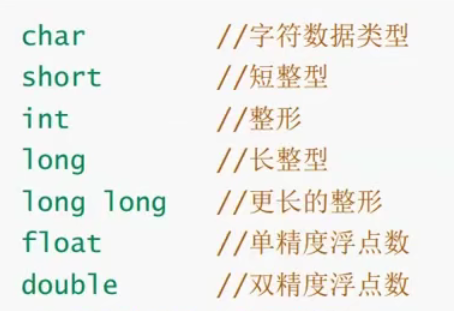 char //字符数据类型
short //短整型
int //整形
long //长整型
long long //更长的整形
float //单精度浮点数
double //双精度浮点数